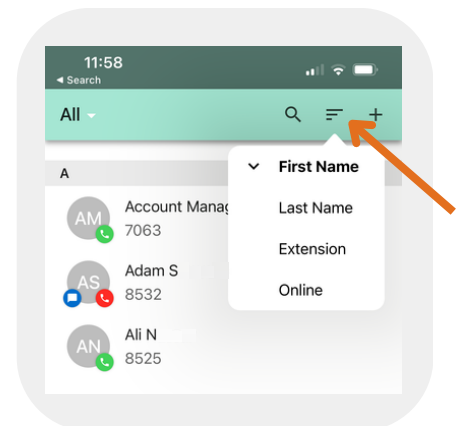 11:58
Search
All
A
First Name
AM
Account Manag
7063
Last Name
Extension
AS
Adam S
8532
Online
AN
Ali N
8525